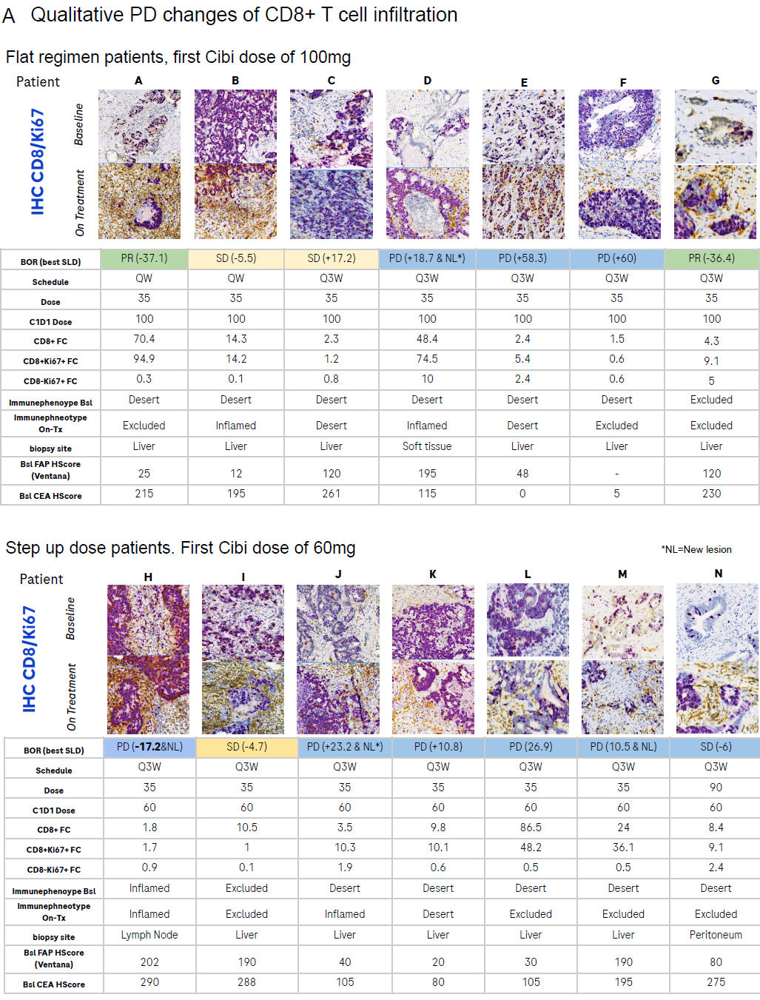 A Qualitative PD changes of CD8+ T cell infiltration
Flat regimen patients, first Cibi dose of 100mg
Patient A B C D E F G
IHC CD8/Ki67
Baseline
On Treatment
BOR (best SLD) PR (-37.1) SD (-5.5) SD (+17.2) PD (+18.7 & NL*) PD (+58.3) PD (+60) PR (-36.4)
Schedule QW QW Q3W Q3W Q3W Q3W Q3W
Dose 35 35 35 35 35 35 35
C1D1 Dose 100 100 100 100 100 100 100
CD8+ FC 70.4 14.3 2.3 48.4 2.4 1.5 4.3
CD8+Ki67+ FC 94.9 14.2 1.2 74.5 5.4 0.6 9.1
CD8-Ki67+ FC 0.3 0.1 0.8 10 2.4 0.6 5
Immunephenoype Bsl Desert Desert Desert Desert Desert Desert Excluded
Immunephneotype
On-Tx Excluded Inflamed Desert Inflamed Desert Excluded Excluded
biopsy site Liver Liver Liver Soft tissue Liver Liver Liver
Bsl FAP HScore
(Ventana) 25 12 120 195 48 - 120
Bsl CEA HScore 215 195 261 115 0 5 230
Step up dose patients. First Cibi dose of 60mg
*NL=New lesion
Patient H I J K L M N
IHC CD8/Ki67
Baseline
On Treatment
BOR (best SLD) PD (-17.2&NL) SD (-4.7) PD (+23.2 & NL*) PD (+10.8) PD (26.9) PD (10.5 & NL) SD (-6)
Schedule Q3W Q3W Q3W Q3W Q3W Q3W Q3W
Dose 35 35 35 35 35 35 90
C1D1 Dose 60 60 60 60 60 60 60
CD8+ FC 1.8 10.5 3.5 9.8 86.5 24 8.4
CD8+Ki67+ FC 1.7 1 10.3 10.1 48.2 36.1 9.1
CD8-Ki67+ FC 0.9 0.1 1.9 0.6 0.5 0.5 2.4
Immunephenoype Bsl Inflamed Excluded Desert Desert Desert Desert Desert
Immunephneotype
On-Tx Inflamed Excluded Inflamed Desert Excluded Excluded Excluded
biopsy site Lymph Node Liver Liver Liver Liver Liver Peritoneum
Bsl FAP HScore
(Ventana) 202 190 40 20 30 190 80
Bsl CEA HScore 290 288 105 80 105 195 275